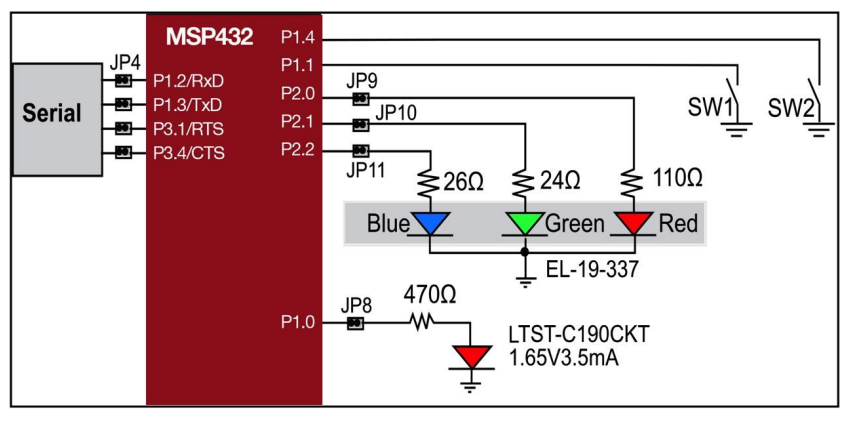 MSP432
P1.4
P1.1
JP4
P1.2/RxD
P1.3/TxD
P3.1/RTS
P3.4/CTS
Serial
P2.0
P2.1
P2.2
JP9
JP10
JP11
SW1
SW2
26Ω
24Ω
110Ω
Blue
Green
Red
EL-19-337
P1.0
JP8
470Ω
LTST-C190CKT
1.65V3.5mA